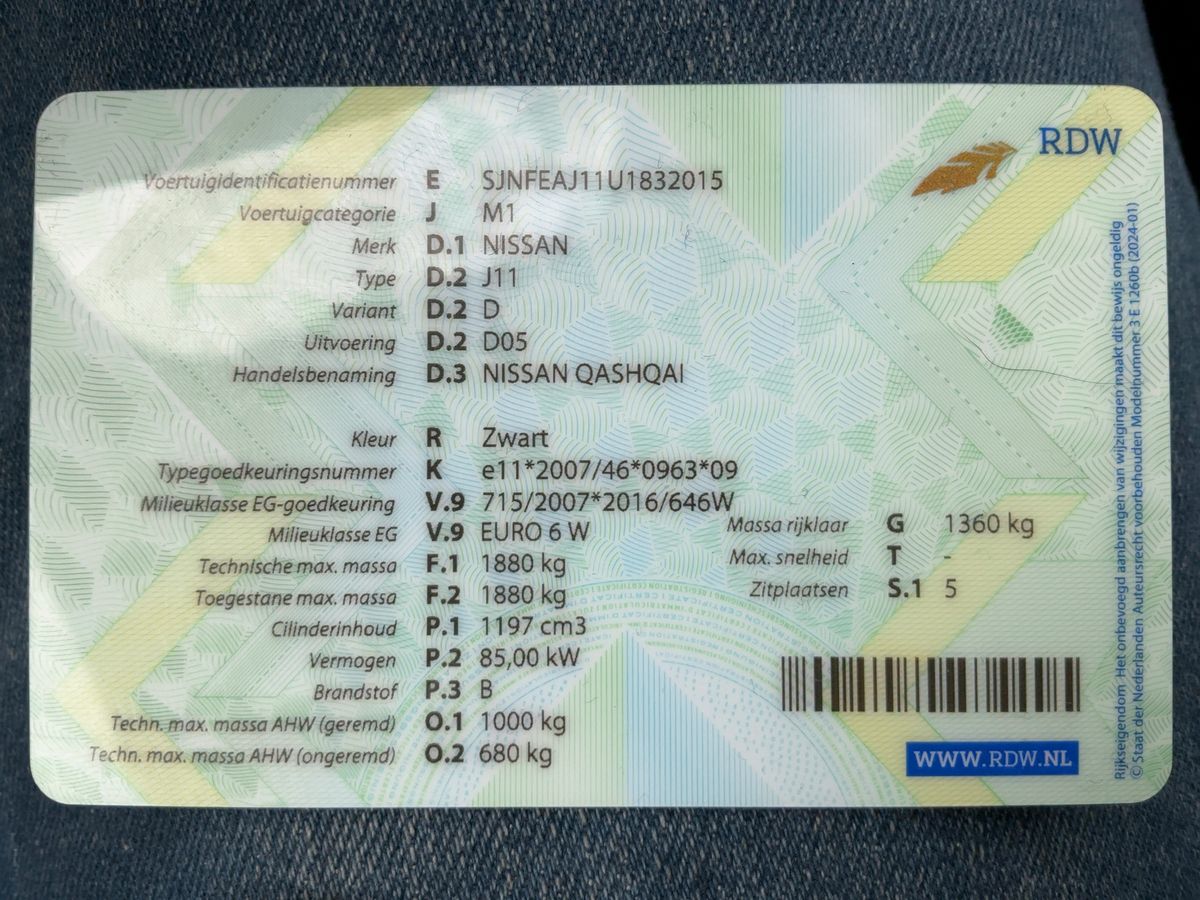 RDW
Voertuigidentificatienummer E SJNFEAJ11U1832015
Voertuigcategorie J M1
Merk D.1 NISSAN
Type D.2 J11
Variant D.2 D
Uitvoering D.2 D05
Handelsbenaming D.3 NISSAN QASHQAI
Kleur R Zwart
Typegoedkeuringsnummer K e11*2007/46*0963*09
Milieuklasse EG-goedkeuring V.9 715/2007*2016/646W
Milieuklasse EG V.9 EURO 6 W
Technische max. massa F.1 1880 kg
Toegestane max. massa F.2 1880 kg
Cilinderinhoud P.1 1197 cm3
Vermogen P.2 85,00 kW
Brandstof P.3 B
Techn. max. massa AHW (geremd) O.1 1000 kg
Techn. max. massa AHW (ongeremd) O.2 680 kg
Massa rijklaar G 1360 kg
Max. snelheid T -
Zitplaatsen S.1 5
WWW.RDW.NL
Rijkseigendom. Het onbevoegd aanbrengen van wijzigingen maakt dit bewijs ongeldig
© Staat der Nederlanden Auteursrecht voorbehouden Modelnummer 3 E 1260b (2024-01)